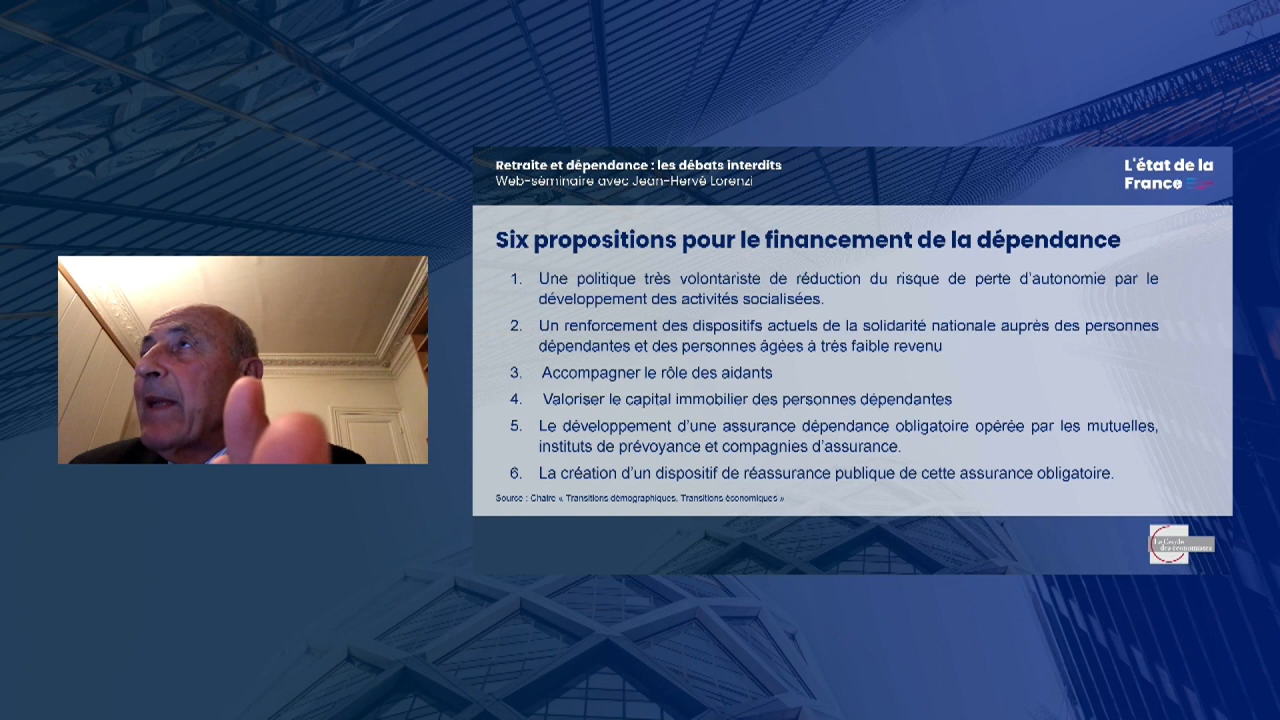 Retraite et dépendance : les débats interdits
Web-séminaire avec Jean-Hervé Lorenzi
L'état de la
France
Six propositions pour le financement de la dépendance
1. Une politique très volontariste de réduction du risque de perte d'autonomie par le
développement des activités socialisées.
2. Un renforcement des dispositifs actuels de la solidarité nationale auprès des personnes
dépendantes et des personnes âgées à très faible revenu
3. Accompagner le rôle des aidants
4. Valoriser le capital immobilier des personnes dépendantes
5. Le développement d'une assurance dépendance obligatoire opérée par les mutuelles,
instituts de prévoyance et compagnies d'assurance.
6. La création d'un dispositif de réassurance publique de cette assurance obligatoire.
Source : Chaire « Transitions démographiques, Transitions économiques »
Le Cercle
des économistes